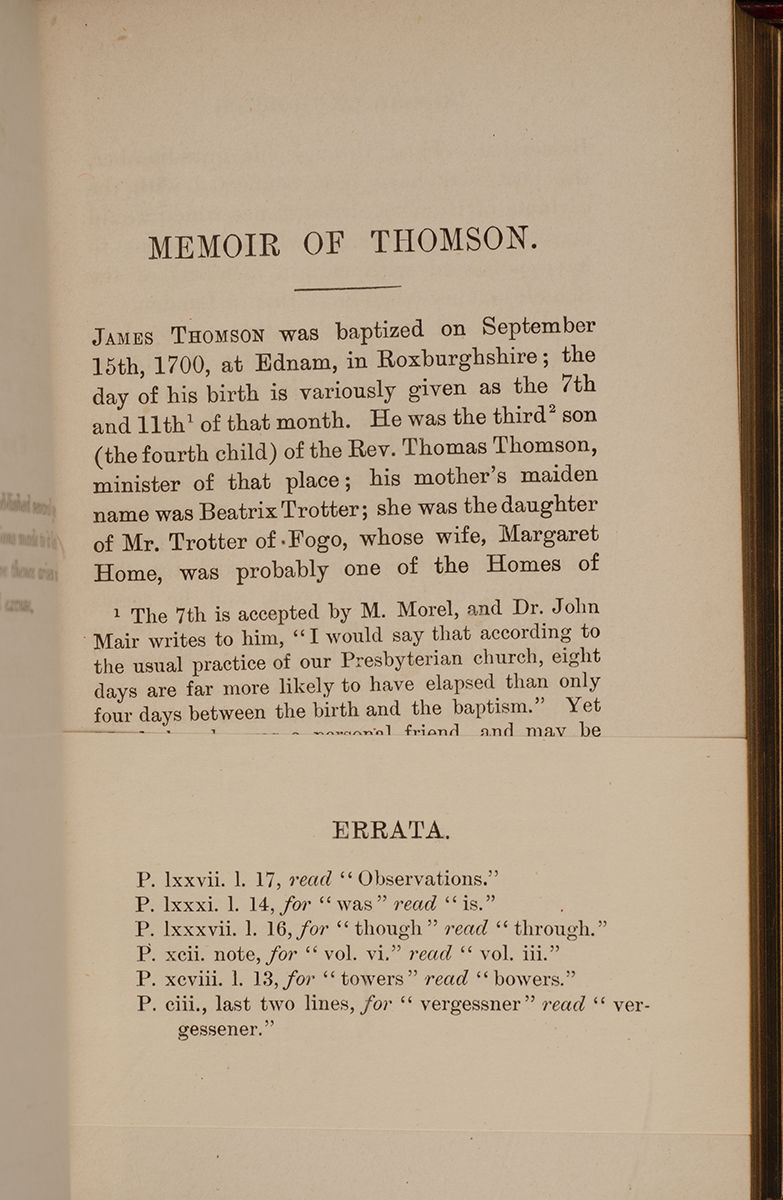 MEMOIR OF THOMSON.
JAMES THOMSON was baptized on September
15th, 1700, at Ednam, in Roxburghshire; the
day of his birth is variously given as the 7th
and 11th¹ of that month. He was the third² son
(the fourth child) of the Rev. Thomas Thomson,
minister of that place; his mother's maiden
name was Beatrix Trotter; she was the daughter
of Mr. Trotter of Fogo, whose wife, Margaret
Home, was probably one of the Homes of
¹ The 7th is accepted by M. Morel, and Dr. John
Mair writes to him, “I would say that according to
the usual practice of our Presbyterian church, eight
days are far more likely to have elapsed than only
four days between the birth and the baptism.” Yet
personal friend and may be
ERRATA.
P. lxxvii. l. 17, read “Observations.”
P. lxxxi. l. 14, for “was” read “is.”
P. lxxxvii. l. 16, for “though” read “through.”
P. xcii. note, for “vol. vi.” read “vol. iii.”
P. xcviii. l. 13, for “towers” read “bowers.”
P. ciii., last two lines, for “vergessner” read “ver-
gessener.”